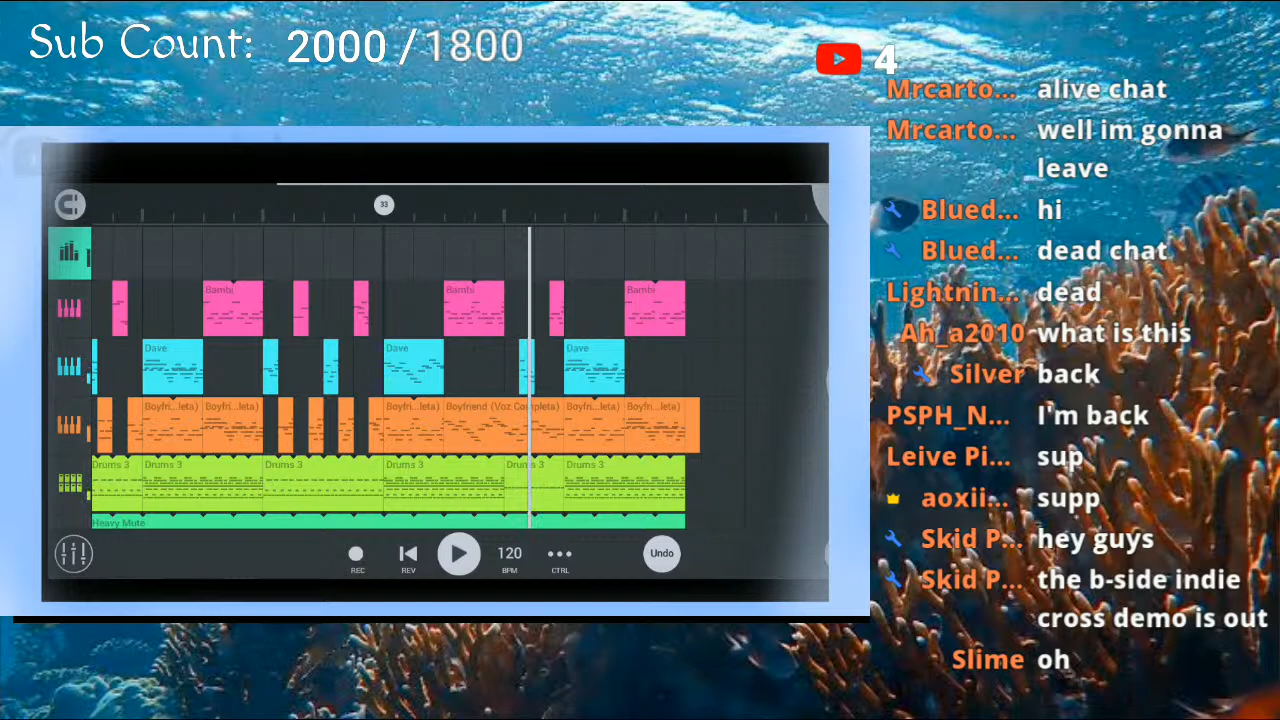 Sub Count: 2000 / 1800
4
Mrcarto... alive chat
Mrcarto... well im gonna
leave
Blued... hi
Blued... dead chat
Lightnin... dead
Ah_a2010 what is this
Silver back
PSPH_N... I'm back
Leive Pi... sup
aoxii... supp
Skid P... hey guys
Skid P... the b-side indie
cross demo is out
Slime oh
33
Bambi Bambi Bambi
Dave Dave Dave
Boyfr...leta) Boyfri...leta) Boyfr...leta) Boyfriend (Voz Completa) Boyfri...leta) Boyfri...leta)
Drums 3 Drums 3 Drums 3 Drums 3 Drums 3 Drums 3
Heavy Mute
120 Undo
REC REV BPM CTRL